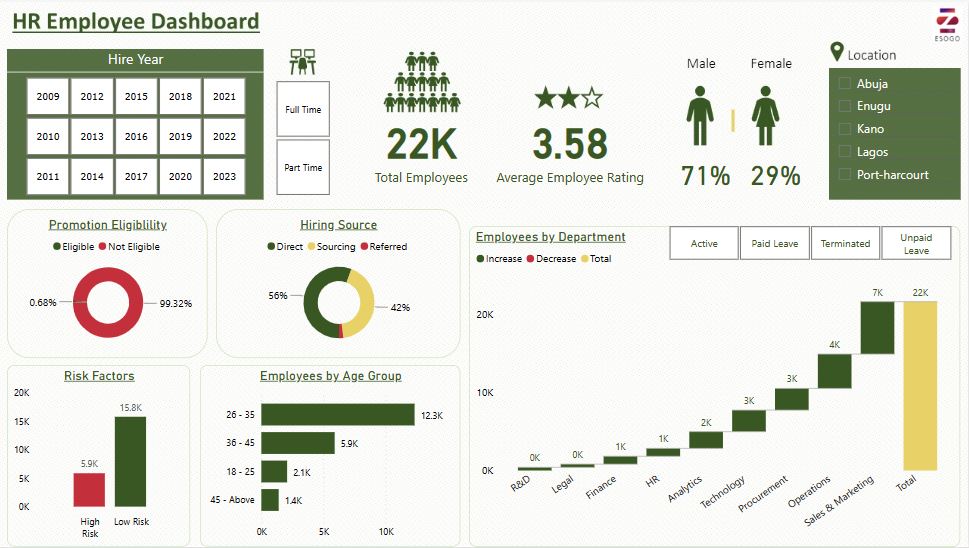 HR Employee Dashboard
ESOGO
Hire Year
2009 2012 2015 2018 2021
2010 2013 2016 2019 2022
2011 2014 2017 2020 2023
Full Time
Part Time
22K
Total Employees
3.58
Average Employee Rating
Male Female
71% 29%
Location
Abuja
Enugu
Kano
Lagos
Port-harcourt
Promotion Eligiblility
Eligible Not Eligible
0.68% 99.32%
Hiring Source
Direct Sourcing Referred
56% 42%
Employees by Department
Active Paid Leave Terminated Unpaid Leave
Increase Decrease Total
20K
10K
0K
0K 0K 1K 1K 2K 3K 3K 4K 7K 22K
R&D Legal Finance HR Analytics Technology Procurement Operations Sales & Marketing Total
Risk Factors
20K
15K
10K
5K
0K
5.9K 15.8K
High Risk Low Risk
Employees by Age Group
26 - 35 12.3K
36 - 45 5.9K
18 - 25 2.1K
45 - Above 1.4K
0K 5K 10K